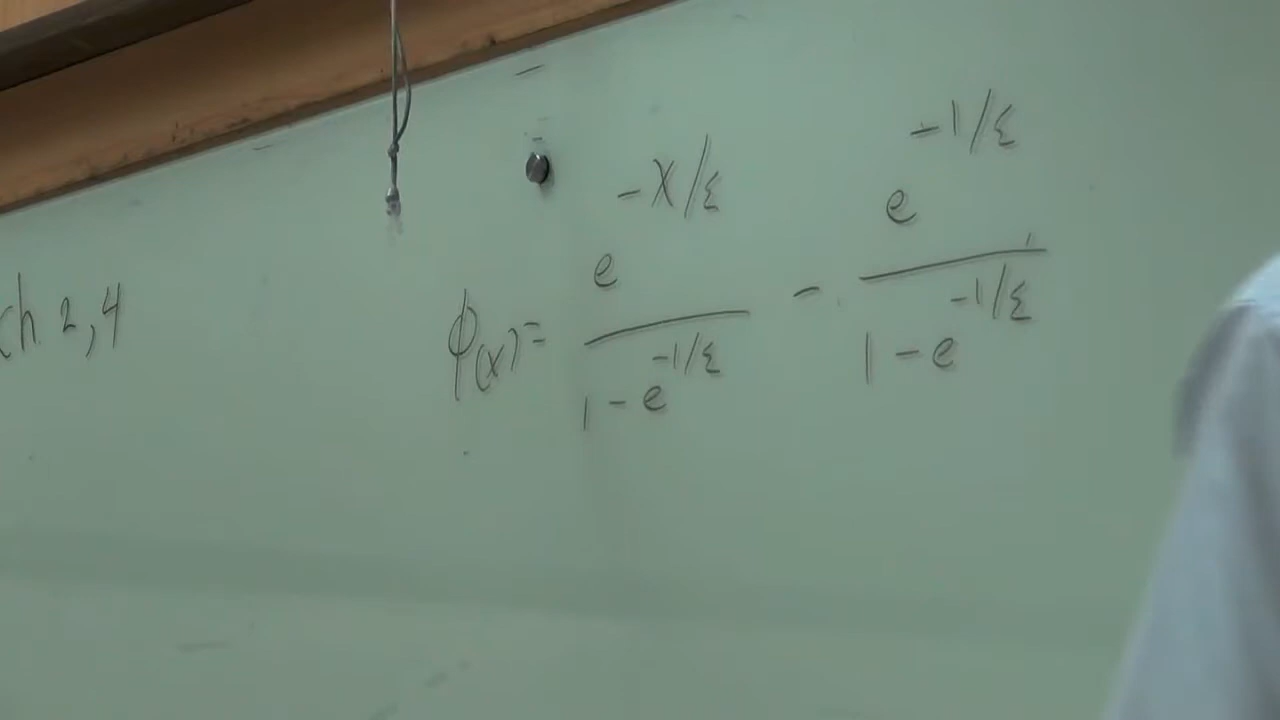 ch 2,4
φ(x) = e^{-x/ε} / (1 - e^{-1/ε}) - e^{-1/ε} / (1 - e^{-1/ε})